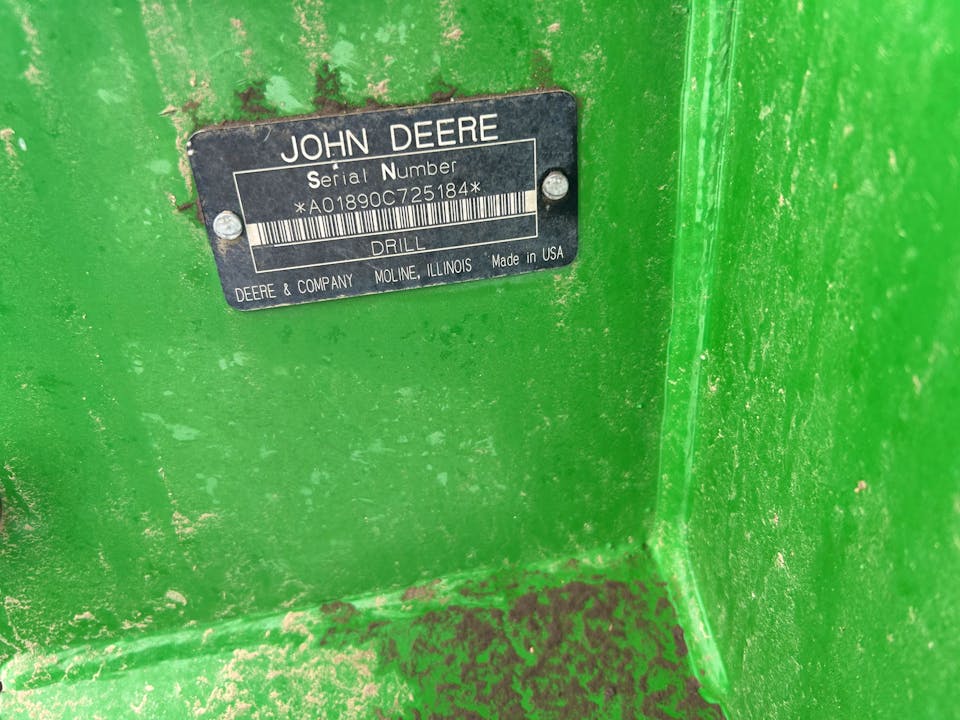 JOHN DEERE
Serial Number
*A01890C725184*
DRILL
DEERE & COMPANY MOLINE, ILLINOIS Made in USA